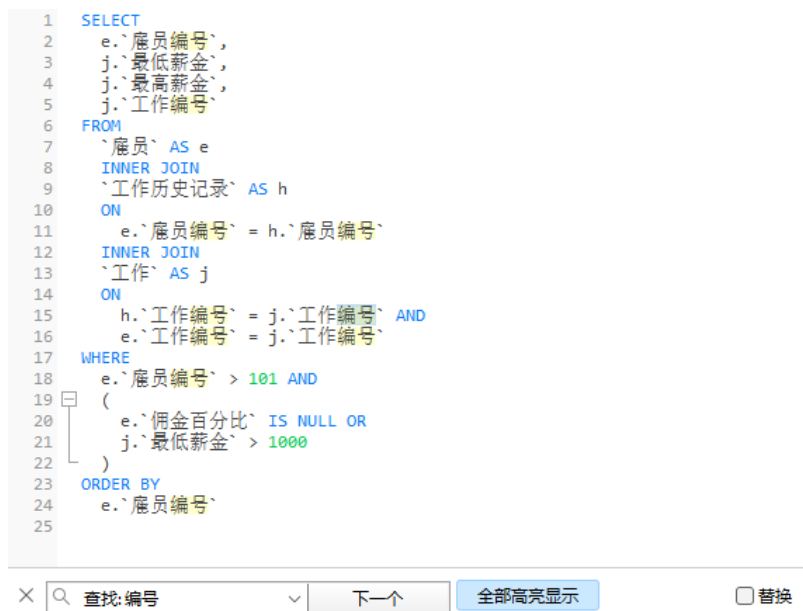 1 SELECT
2 e.`雇员编号`,
3 j.`最低薪金`,
4 j.`最高薪金`,
5 j.`工作编号`
6 FROM
7 `雇员` AS e
8 INNER JOIN
9 `工作历史记录` AS h
10 ON
11 e.`雇员编号` = h.`雇员编号`
12 INNER JOIN
13 `工作` AS j
14 ON
15 h.`工作编号` = j.`工作编号` AND
16 e.`工作编号` = j.`工作编号`
17 WHERE
18 e.`雇员编号` > 101 AND
19 (
20 e.`佣金百分比` IS NULL OR
21 j.`最低薪金` > 1000
22 )
23 ORDER BY
24 e.`雇员编号`
25
查找: 编号 下一个 全部高亮显示 替换